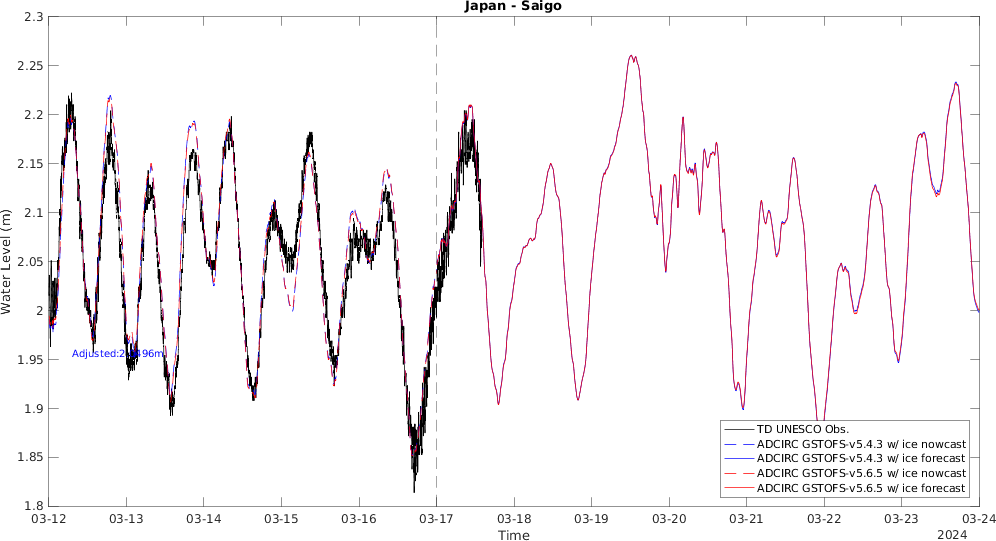 Japan - Saigo
2.3
2.25
2.2
2.15
2.1
2.05
2
1.95
1.9
1.85
1.8
Water Level (m)
TD UNESCO Obs.
ADCIRC GSTOFS-v5.4.3 w/ ice nowcast
ADCIRC GSTOFS-v5.4.3 w/ ice forecast
ADCIRC GSTOFS-v5.6.5 w/ ice nowcast
ADCIRC GSTOFS-v5.6.5 w/ ice forecast
03-12 03-13 03-14 03-15 03-16 03-17 03-18 03-19 03-20 03-21 03-22 03-23 03-24
Time
2024